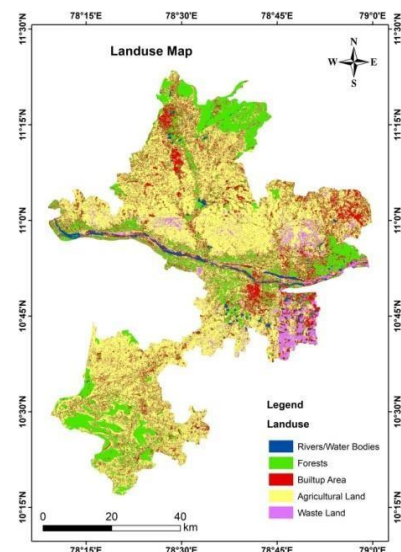 78°15'E 78°30'E 78°45'E 79°0'E
Landuse Map
N
W E
S
11°30'N 11°30'N
11°15'N 11°15'N
11°0'N 11°0'N
10°45'N 10°45'N
10°30'N 10°30'N
10°15'N 10°15'N
Legend
Landuse
Rivers/Water Bodies
Forests
Builtup Area
Agricultural Land
Waste Land
0 20 40
km
78°15'E 78°30'E 78°45'E 79°0'E